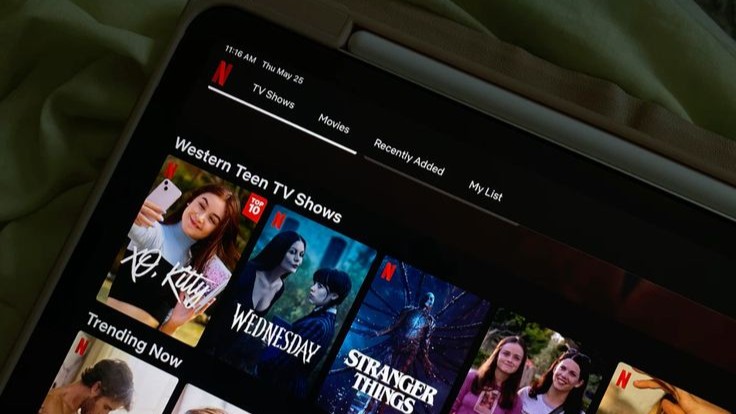 11:16 AM Thu May 25
N
TV Shows
Movies
Recently Added
My List
Western Teen TV Shows
N
TOP
10
XO, Kitty
N
WEDNESDAY
N
STRANGER
THINGS
N
Trending Now
N